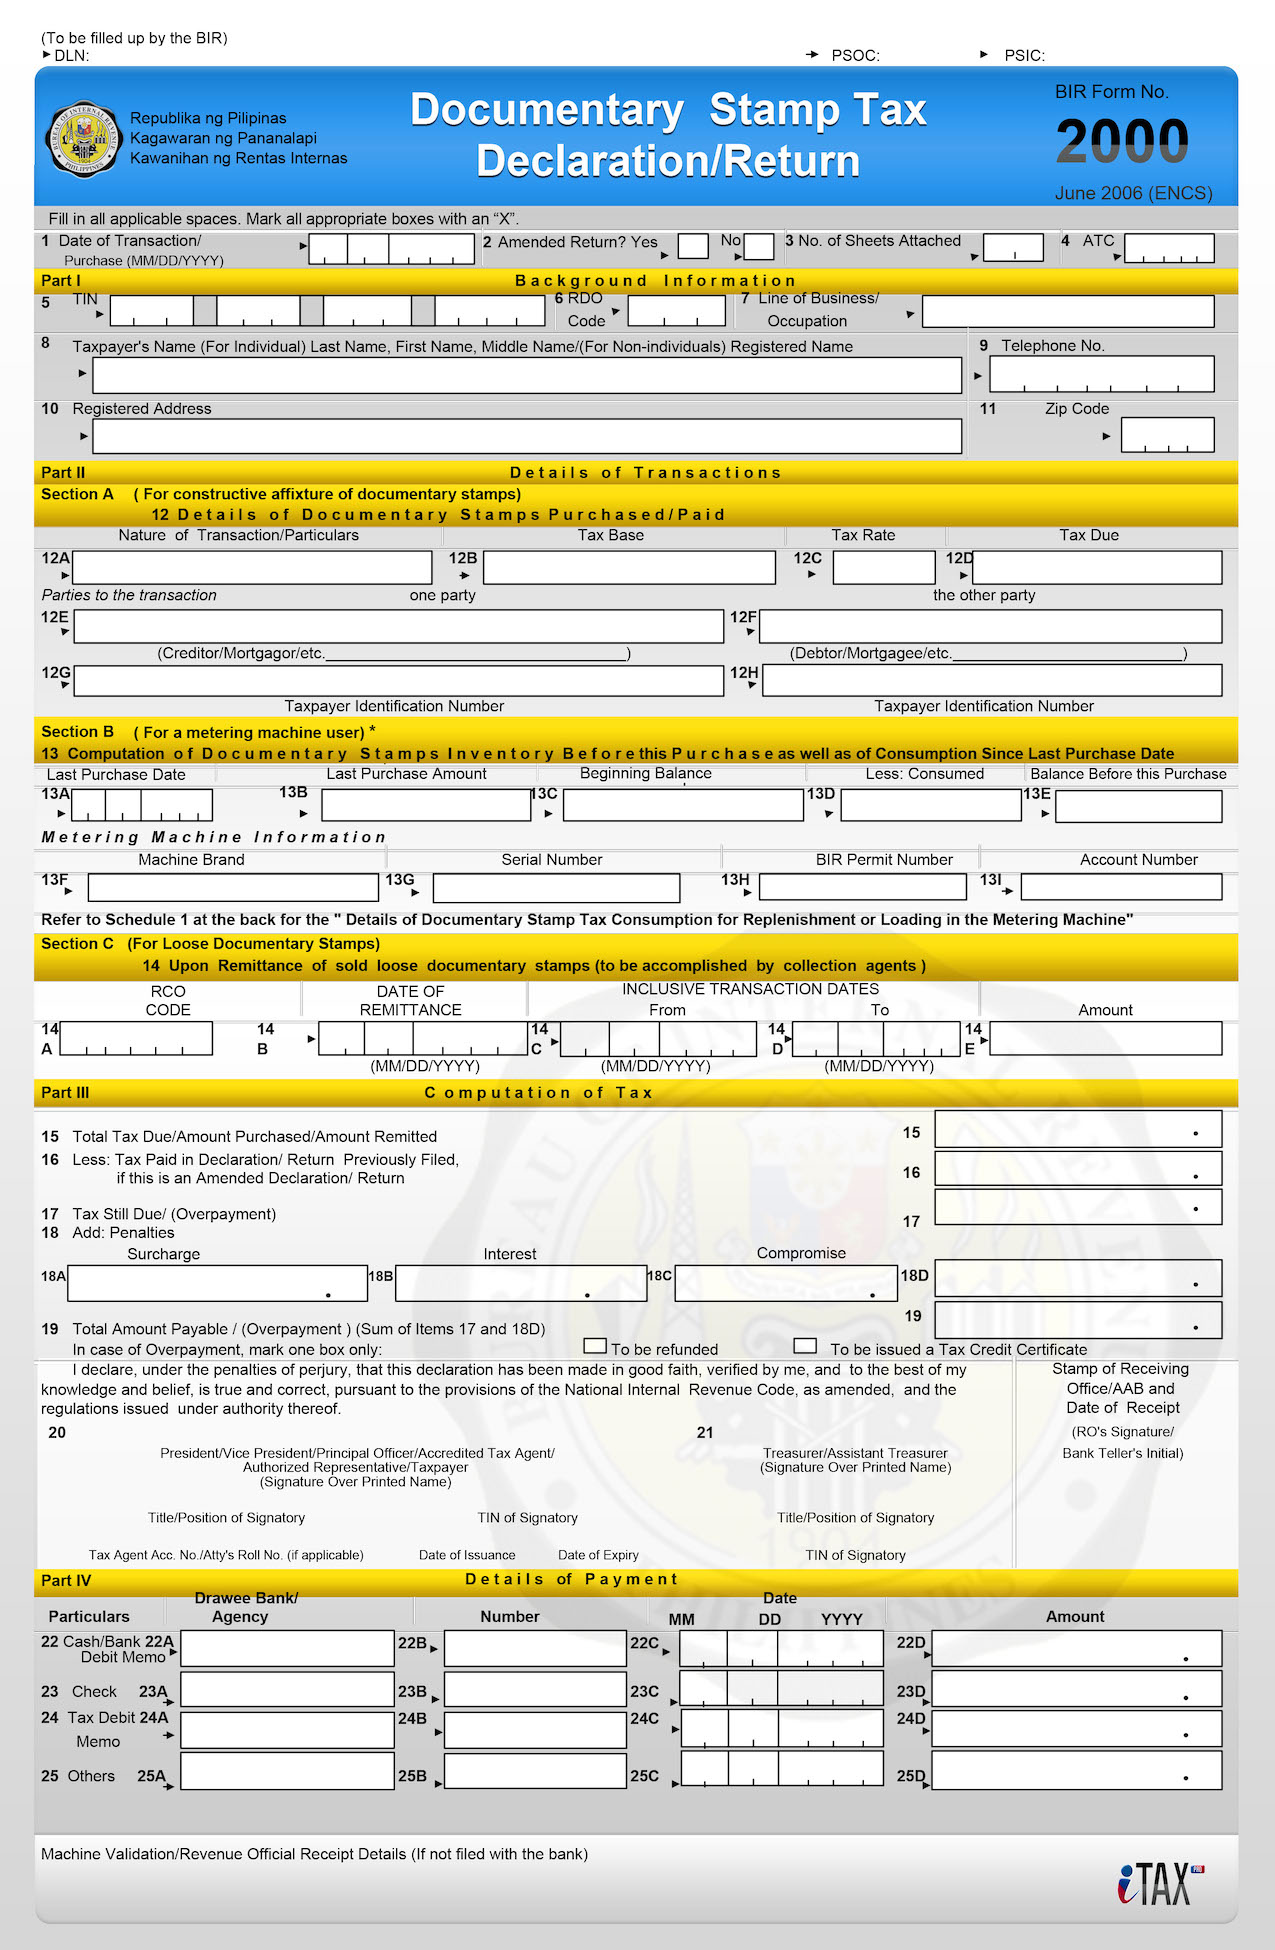 (To be filled up by the BIR)
DLN: PSOC: PSIC:
Republika ng Pilipinas
Kagawaran ng Pananalapi
Kawanihan ng Rentas Internas
BUREAU OF INTERNAL REVENUE
1904
PHILIPPINES
Documentary Stamp Tax
Declaration/Return
BIR Form No.
2000
June 2006 (ENCS)
Fill in all applicable spaces. Mark all appropriate boxes with an “X”.
1 Date of Transaction/
Purchase (MM/DD/YYYY)
2 Amended Return? Yes No
3 No. of Sheets Attached
4 ATC
Part I Background Information
5 TIN
6 RDO
Code
7 Line of Business/
Occupation
8 Taxpayer's Name (For Individual) Last Name, First Name, Middle Name/(For Non-individuals) Registered Name
9 Telephone No.
10 Registered Address
11 Zip Code
Part II Details of Transactions
Section A ( For constructive affixture of documentary stamps)
12 Details of Documentary Stamps Purchased/Paid
Nature of Transaction/Particulars Tax Base Tax Rate Tax Due
12A 12B 12C 12D
Parties to the transaction one party the other party
12E 12F
(Creditor/Mortgagor/etc.__________) (Debtor/Mortgagee/etc.__________)
12G 12H
Taxpayer Identification Number Taxpayer Identification Number
Section B ( For a metering machine user) *
13 Computation of Documentary Stamps Inventory Before this Purchase as well as of Consumption Since Last Purchase Date
Last Purchase Date Last Purchase Amount Beginning Balance Less: Consumed Balance Before this Purchase
13A 13B 13C 13D 13E
Metering Machine Information
Machine Brand Serial Number BIR Permit Number Account Number
13F 13G 13H 13I
Refer to Schedule 1 at the back for the " Details of Documentary Stamp Tax Consumption for Replenishment or Loading in the Metering Machine"
Section C (For Loose Documentary Stamps)
14 Upon Remittance of sold loose documentary stamps (to be accomplished by collection agents )
RCO DATE OF INCLUSIVE TRANSACTION DATES
CODE REMITTANCE From To Amount
14 14 14 14 14
A B C D E
(MM/DD/YYYY) (MM/DD/YYYY) (MM/DD/YYYY)
Part III Computation of Tax
15 Total Tax Due/Amount Purchased/Amount Remitted 15
16 Less: Tax Paid in Declaration/ Return Previously Filed,
if this is an Amended Declaration/ Return 16
17 Tax Still Due/ (Overpayment) 17
18 Add: Penalties
Surcharge Interest Compromise
18A 18B 18C 18D
19 Total Amount Payable / (Overpayment ) (Sum of Items 17 and 18D) 19
In case of Overpayment, mark one box only: To be refunded To be issued a Tax Credit Certificate
I declare, under the penalties of perjury, that this declaration has been made in good faith, verified by me, and to the best of my
knowledge and belief, is true and correct, pursuant to the provisions of the National Internal Revenue Code, as amended, and the
regulations issued under authority thereof.
Stamp of Receiving
Office/AAB and
Date of Receipt
(RO's Signature/
Bank Teller's Initial)
20
President/Vice President/Principal Officer/Accredited Tax Agent/
Authorized Representative/Taxpayer
(Signature Over Printed Name)
21
Treasurer/Assistant Treasurer
(Signature Over Printed Name)
Title/Position of Signatory TIN of Signatory Title/Position of Signatory
Tax Agent Acc. No./Atty's Roll No. (if applicable) Date of Issuance Date of Expiry TIN of Signatory
BUREAU OF INTERNAL REVENUE
1904
PHILIPPINES
Part IV Details of Payment
Drawee Bank/ Date
Particulars Agency Number MM DD YYYY Amount
22 Cash/Bank 22A 22B 22C 22D
Debit Memo
23 Check 23A 23B 23C 23D
24 Tax Debit 24A 24B 24C 24D
Memo
25 Others 25A 25B 25C 25D
Machine Validation/Revenue Official Receipt Details (If not filed with the bank)
iTAX PRO